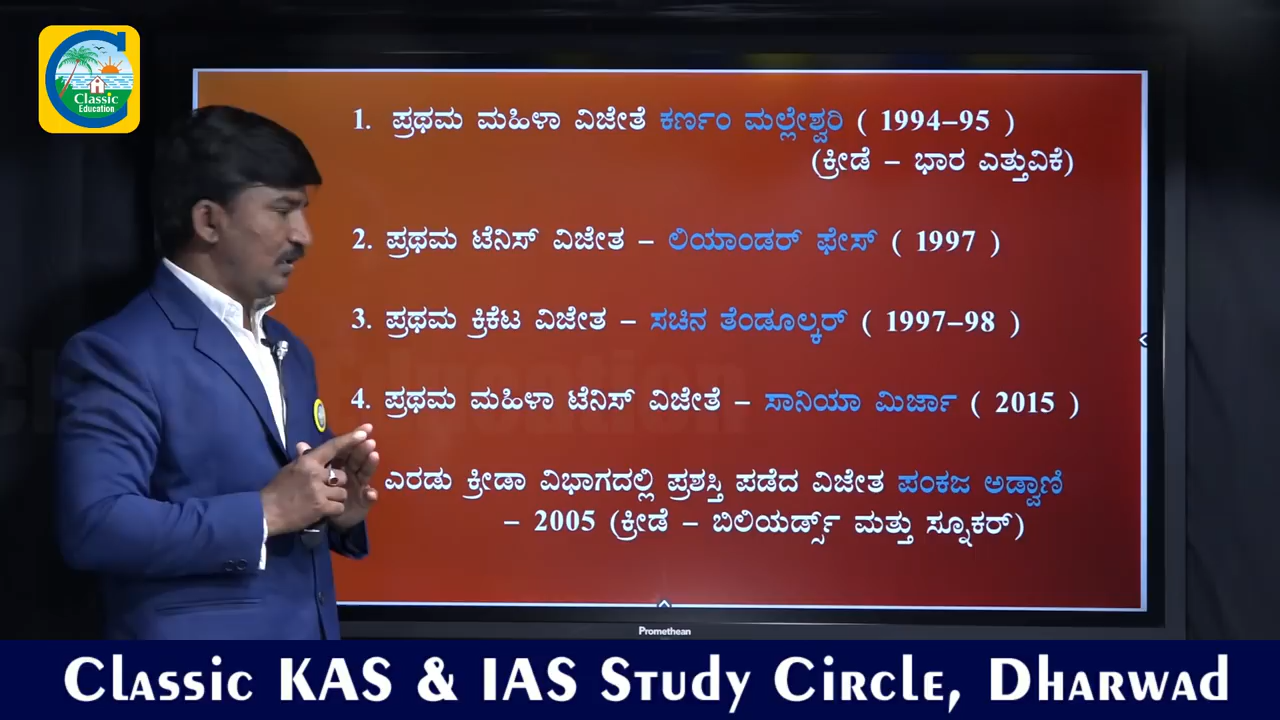 Classic
Education
1. ಪ್ರಥಮ ಮಹಿಳಾ ವಿಜೇತೆ ಕರ್ಣಂ ಮಲ್ಲೇಶ್ವರಿ ( 1994-95 )
(ಕ್ರೀಡೆ – ಭಾರ ಎತ್ತುವಿಕೆ)
2. ಪ್ರಥಮ ಟೆನಿಸ್ ವಿಜೇತ – ಲಿಯಾಂಡರ್ ಫೇಸ್ ( 1997 )
3. ಪ್ರಥಮ ಕ್ರಿಕೆಟ ವಿಜೇತ – ಸಚಿನ ತೆಂಡೂಲ್ಕರ್ ( 1997–98 )
4. ಪ್ರಥಮ ಮಹಿಳಾ ಟೆನಿಸ್ ವಿಜೇತೆ – ಸಾನಿಯಾ ಮಿರ್ಜಾ ( 2015 )
ಎರಡು ಕ್ರೀಡಾ ವಿಭಾಗದಲ್ಲಿ ಪ್ರಶಸ್ತಿ ಪಡೆದ ವಿಜೇತ ಪಂಕಜ ಅಡ್ವಾಣಿ
– 2005 (ಕ್ರೀಡೆ – ಬಿಲಿಯರ್ಡ್ಸ್ ಮತ್ತು ಸ್ನೂಕರ್)
Promethean
Classic KAS & IAS Study Circle, Dharwad